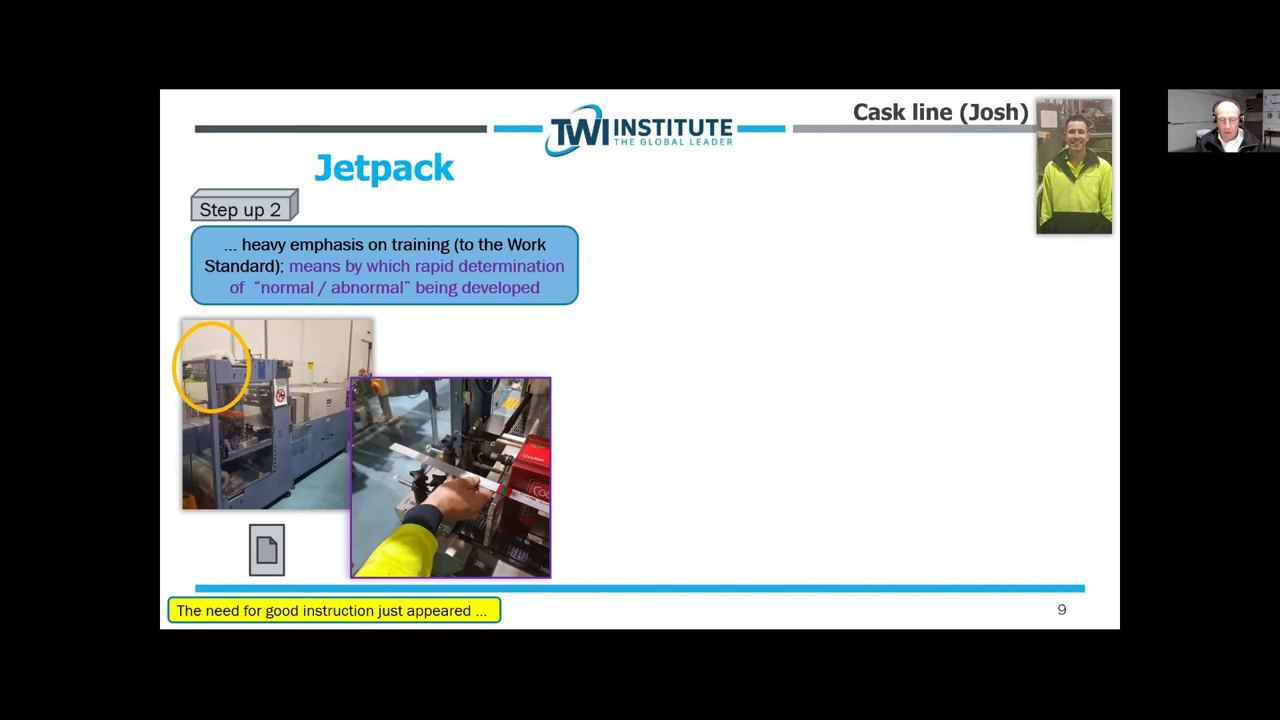 Cask line (Josh)
TWI INSTITUTE
THE GLOBAL LEADER
Jetpack
Step up 2
... heavy emphasis on training (to the Work
Standard); means by which rapid determination
of “normal / abnormal” being developed
The need for good instruction just appeared ...
9